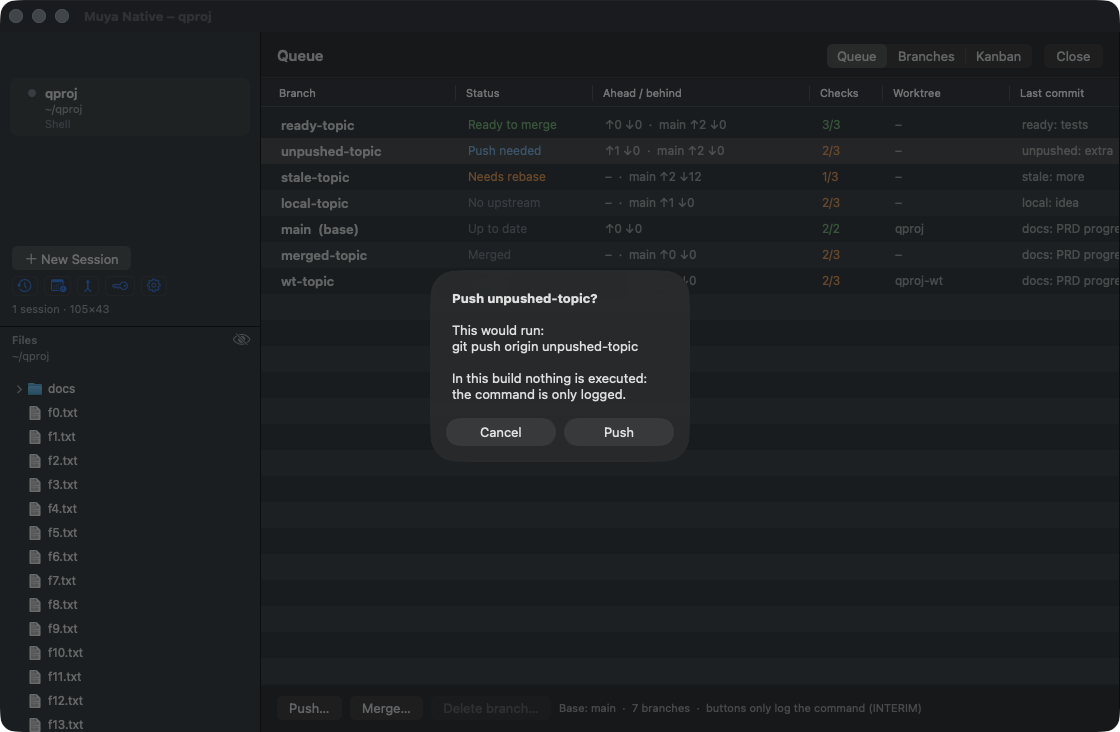 Muya Native – qproj
qproj
~/qproj
Shell
+ New Session
1 session · 105×43
Files
~/qproj
docs
f0.txt
f1.txt
f2.txt
f3.txt
f4.txt
f5.txt
f6.txt
f7.txt
f8.txt
f9.txt
f10.txt
f11.txt
f12.txt
f13.txt
Queue
Queue Branches Kanban Close
Branch Status Ahead / behind Checks Worktree Last commit
ready-topic Ready to merge ↑0 ↓0 · main ↑2 ↓0 3/3 – ready: tests
unpushed-topic Push needed ↑1 ↓0 · main ↑2 ↓0 2/3 – unpushed: extra
stale-topic Needs rebase – · main ↑2 ↓12 1/3 – stale: more
local-topic No upstream – · main ↑1 ↓0 2/3 – local: idea
main (base) Up to date ↑0 ↓0 2/2 qproj docs: PRD progre
merged-topic Merged – · main ↑0 ↓0 2/3 – docs: PRD progre
wt-topic ↓0 2/3 qproj-wt docs: PRD progre
Push unpushed-topic?
This would run:
git push origin unpushed-topic
In this build nothing is executed:
the command is only logged.
Cancel Push
Push... Merge... Delete branch... Base: main · 7 branches · buttons only log the command (INTERIM)